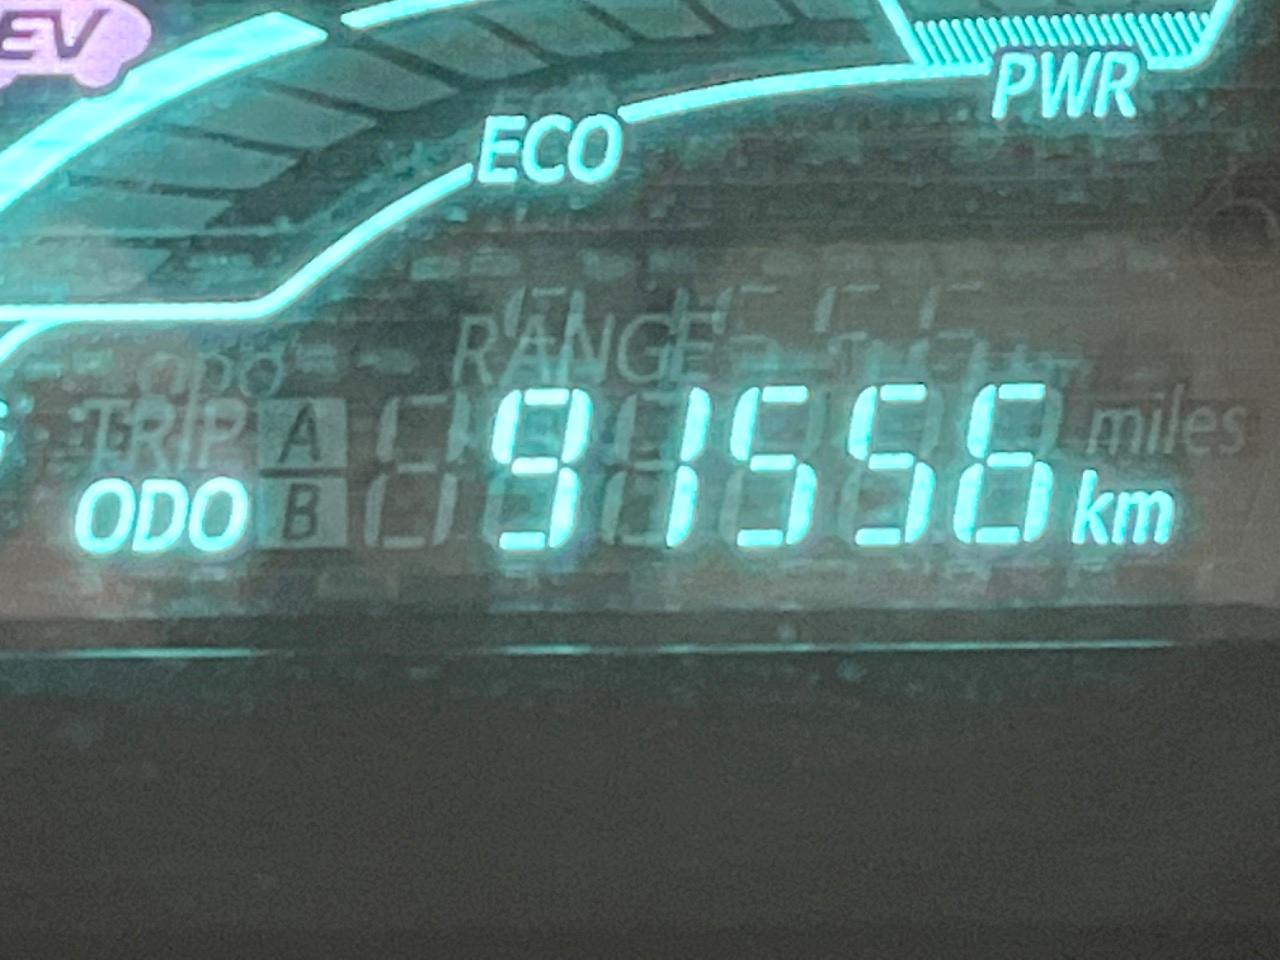 EV
PWR
ECO
RANGE
TRIP A miles
ODO B 91556 km